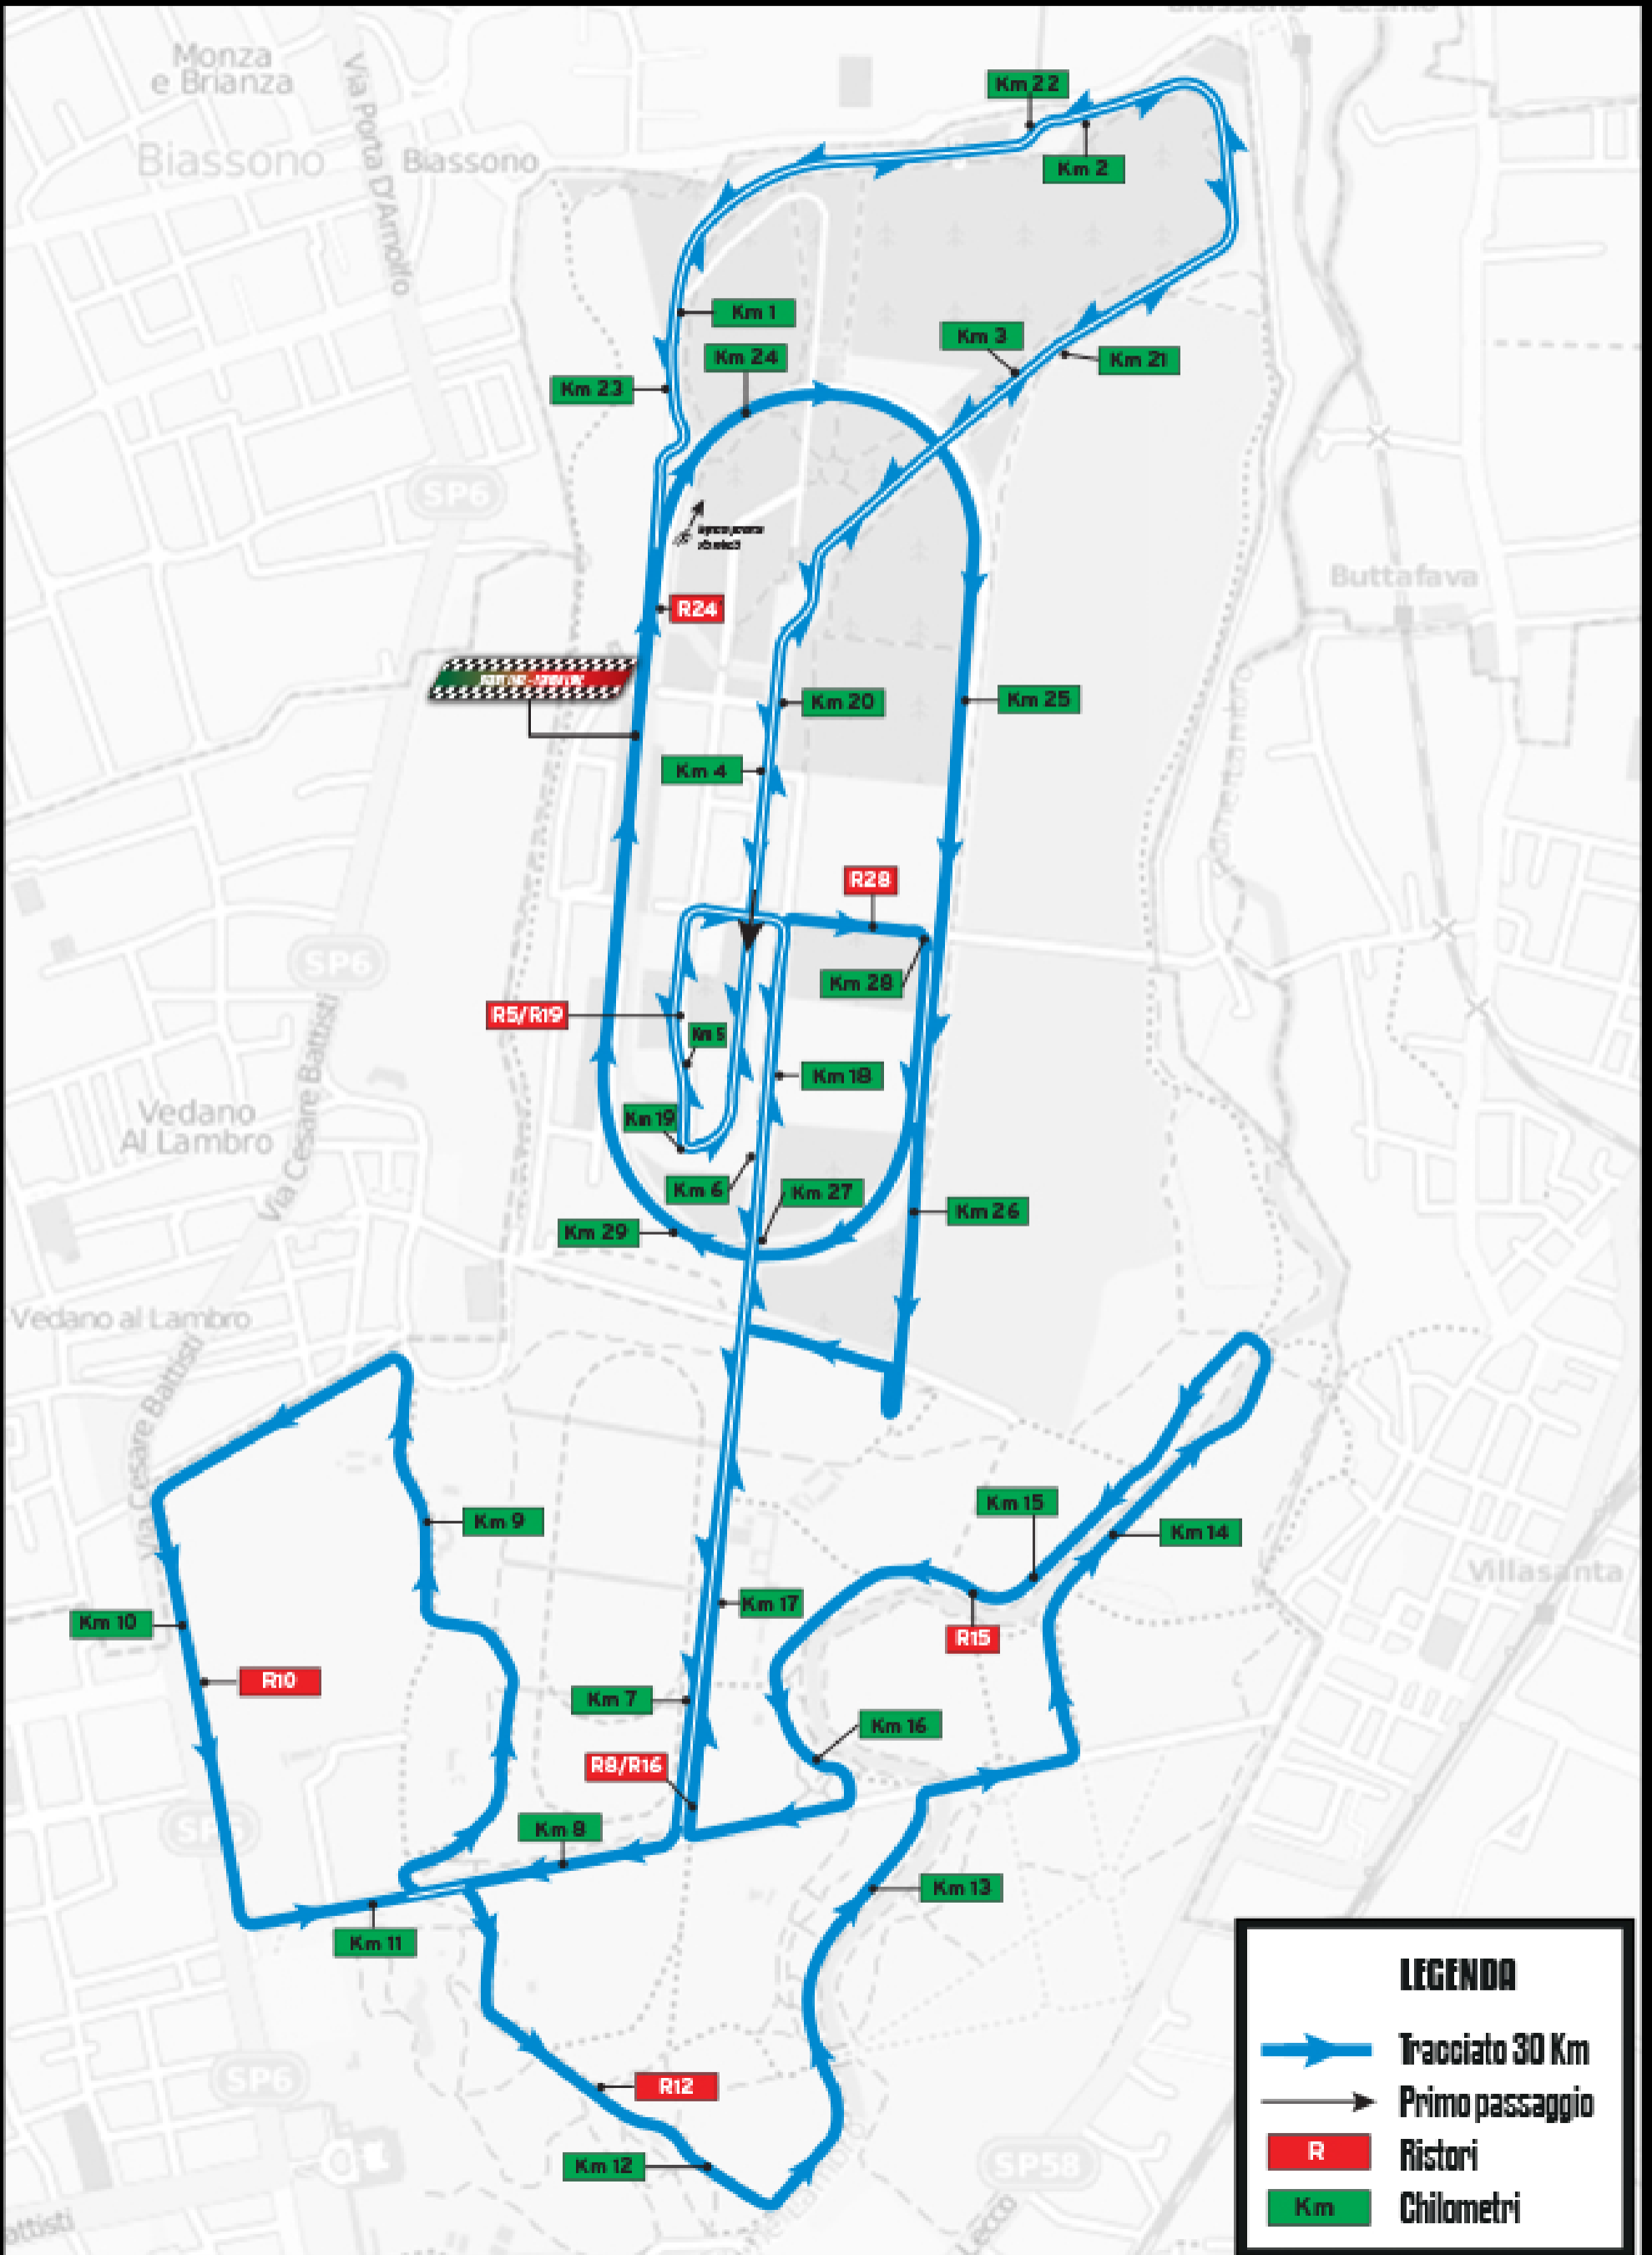 Monza
e Brianza
Via Porta D'Arnolfo
Biassono
Biassono
Km 22
Km 2
Km 1
Km 24
Km 23
Km 3
Km 21
SP6
R24
Buttafava
Km 20
Km 25
Km 4
R28
SP6
Km 28
R5/R19
Km 5
Via Cesare Battisti
Km 18
Vedano
Al Lambro
Km 19
Km 6
Km 27
Km 26
Km 29
Vedano al Lambro
Via Cesare Battisti
Km 15
Km 14
Km 9
Villasanta
Km 17
Km 10
R15
R10
Km 7
Km 16
R8/R16
SP6
Km 8
Km 13
Km 11
SP6
R12
Km 12
SP58
Lecco
attisti
LEGENDA
Tracciato 30 Km
Primo passaggio
R
Ristori
Km
Chilometri